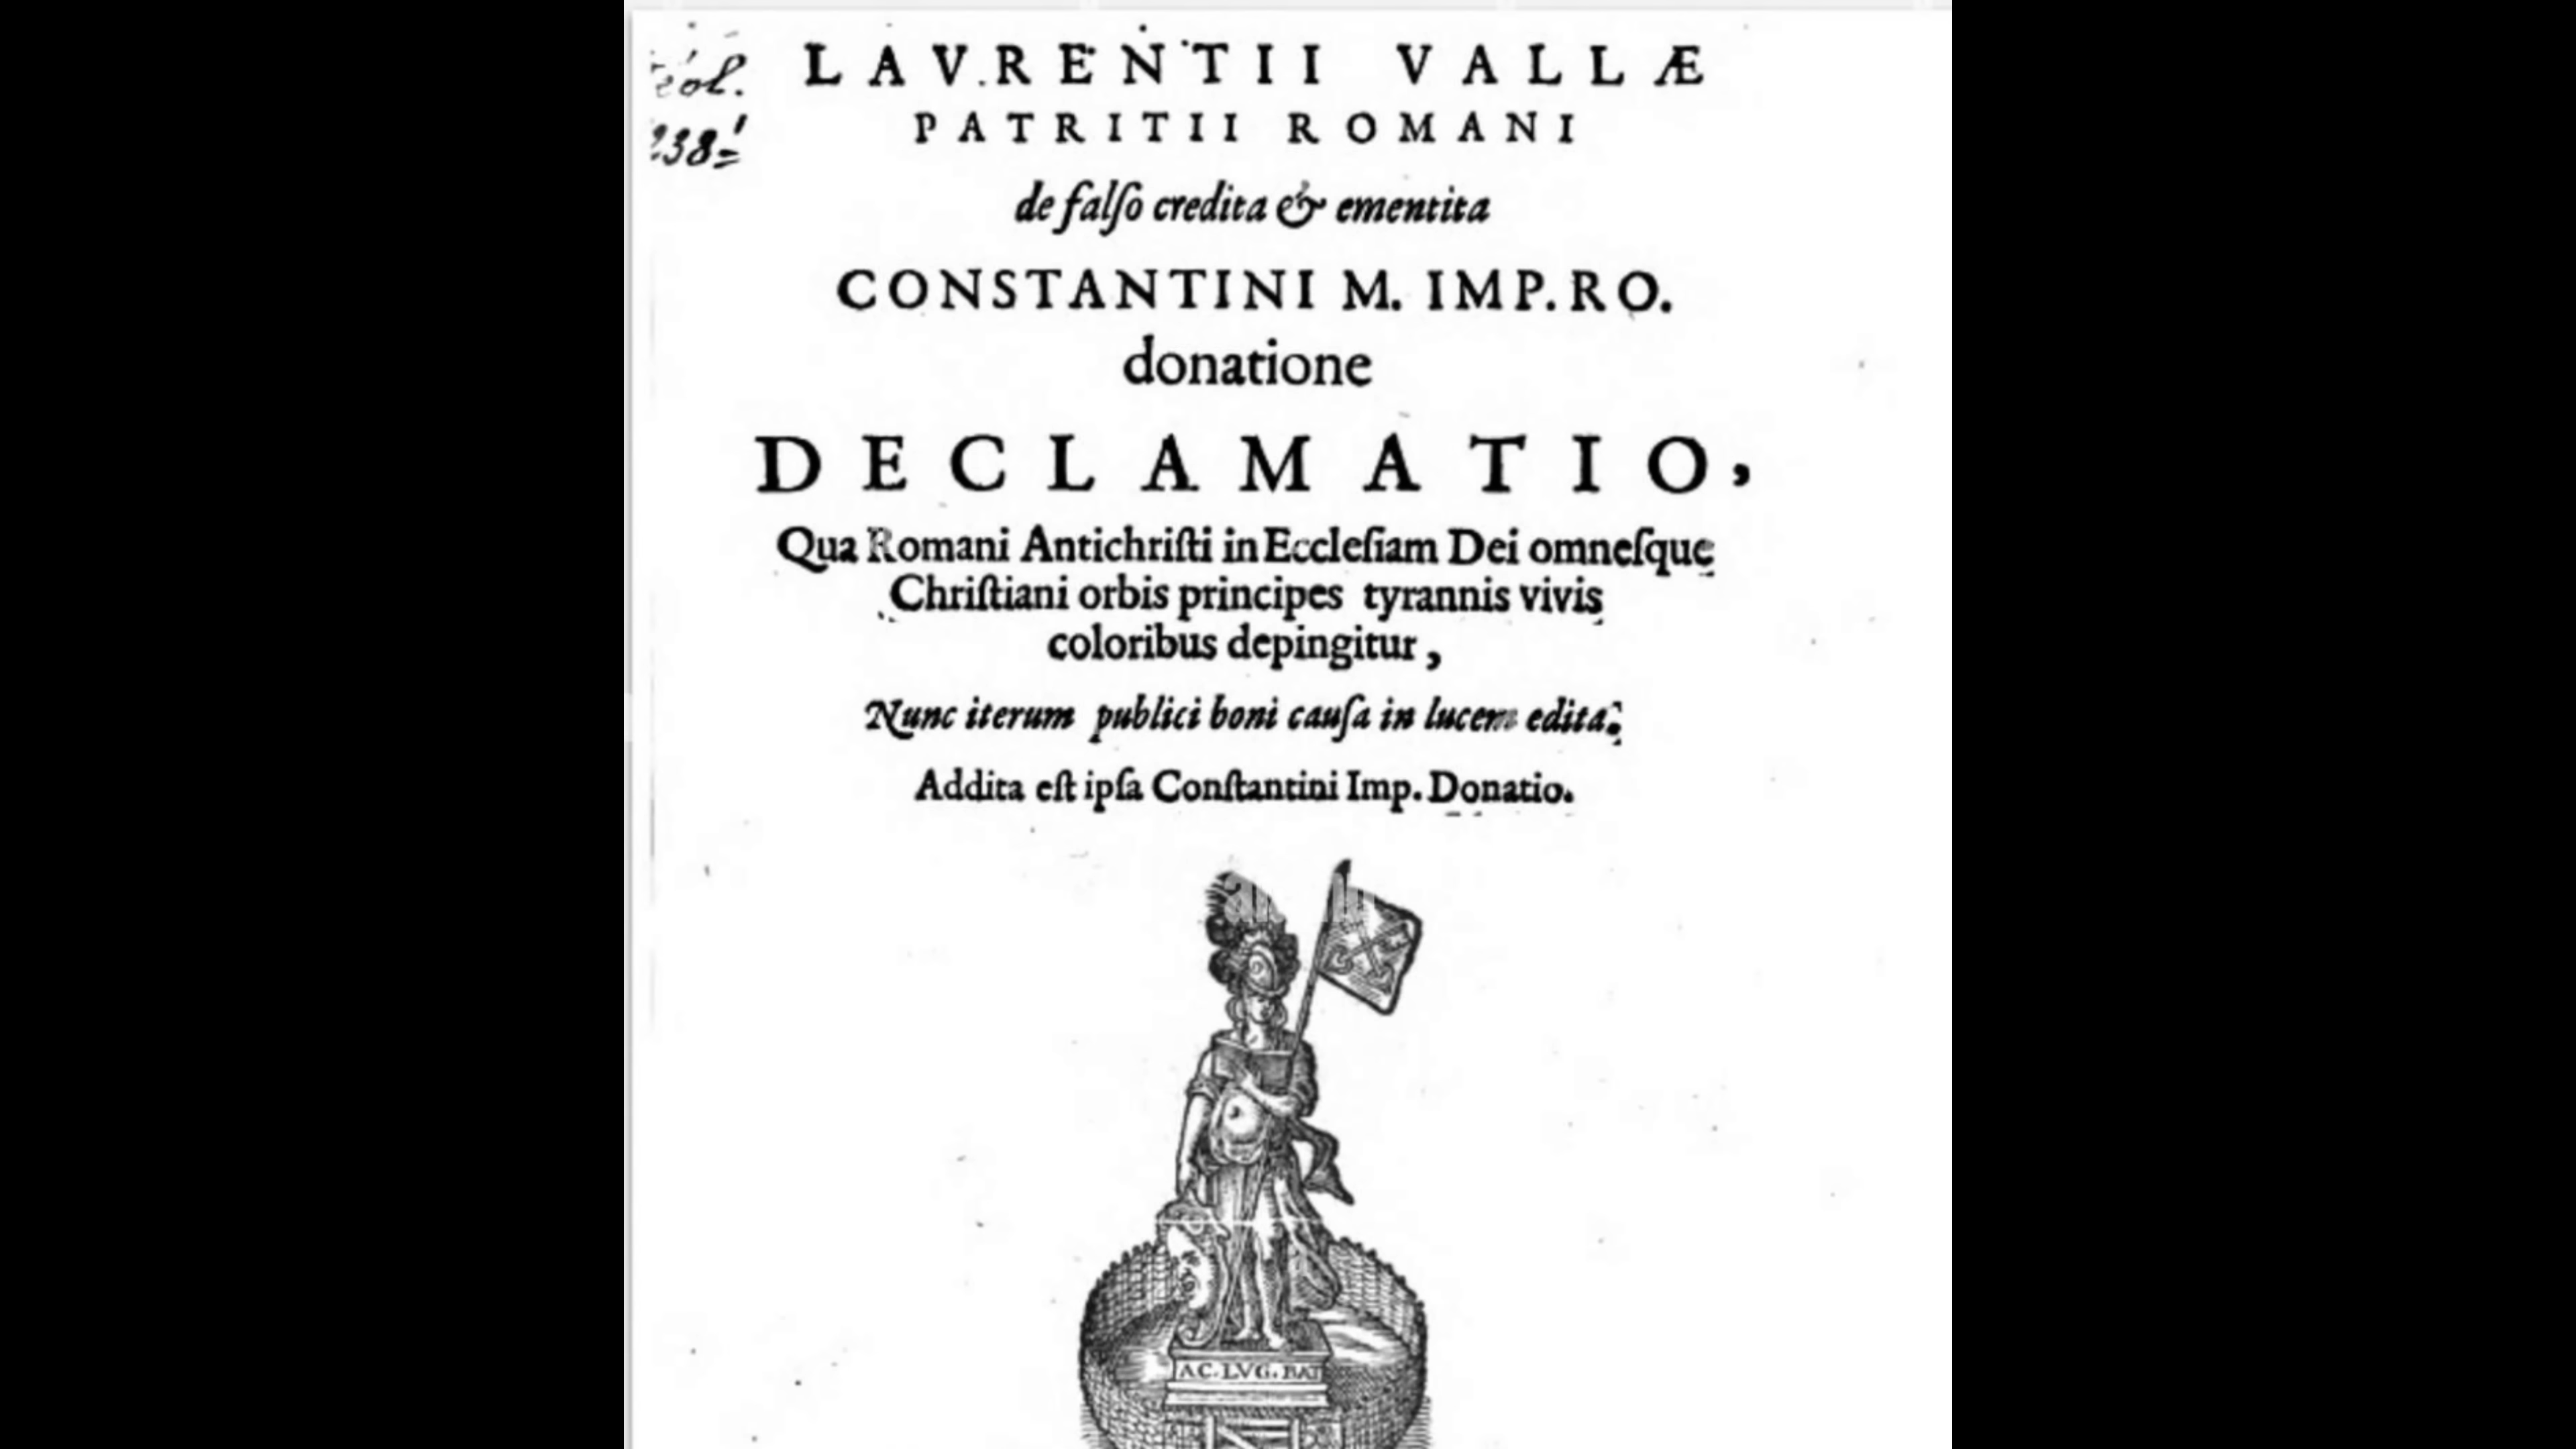 LAV.RENTII VALLÆ
PATRITII ROMANI
de falſo credita & ementita
CONSTANTINI M. IMP. RO.
donatione
DECLAMATIO,
Qua Romani Antichriſti in Eccleſiam Dei omneſque
Chriſtiani orbis principes tyrannis vivis
coloribus depingitur,
Nunc iterum publici boni cauſa in lucem edita.
Addita eſt ipſa Conſtantini Imp. Donatio.
AC. LVG. BAT